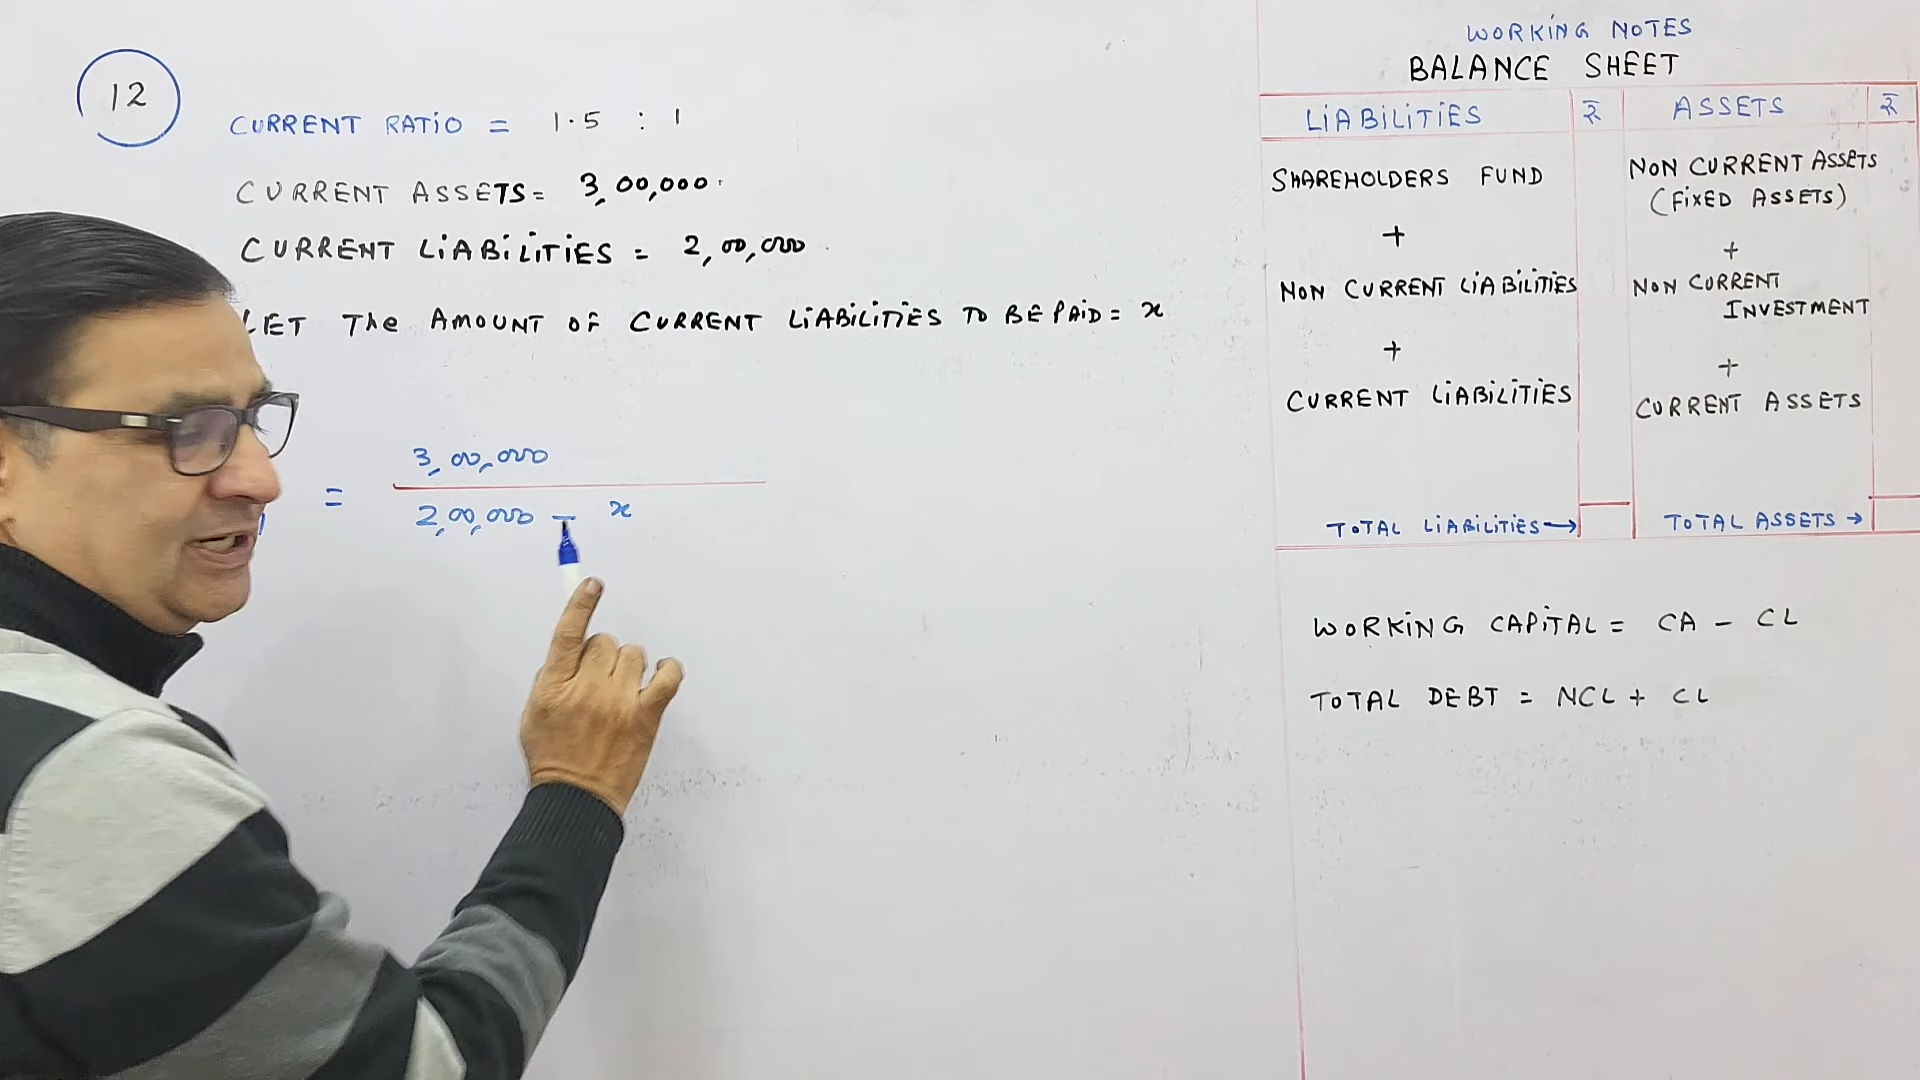 12
CURRENT RATIO = 1.5 : 1
CURRENT ASSETS = 3,00,000.
CURRENT LIABILITIES = 2,00,000.
LET The AMOUNT OF CURRENT LIABILITIES TO BE PAID = x
= 3,00,000
2,00,000 - x
WORKING NOTES
BALANCE SHEET
LIABILITIES ₹ ASSETS ₹
SHAREHOLDERS FUND
+
NON CURRENT LIABILITIES
+
CURRENT LIABILITIES
TOTAL LIABILITIES→
NON CURRENT ASSETS
(FIXED ASSETS)
+
NON CURRENT
INVESTMENT
+
CURRENT ASSETS
TOTAL ASSETS →
WORKING CAPITAL = CA - CL
TOTAL DEBT = NCL + CL